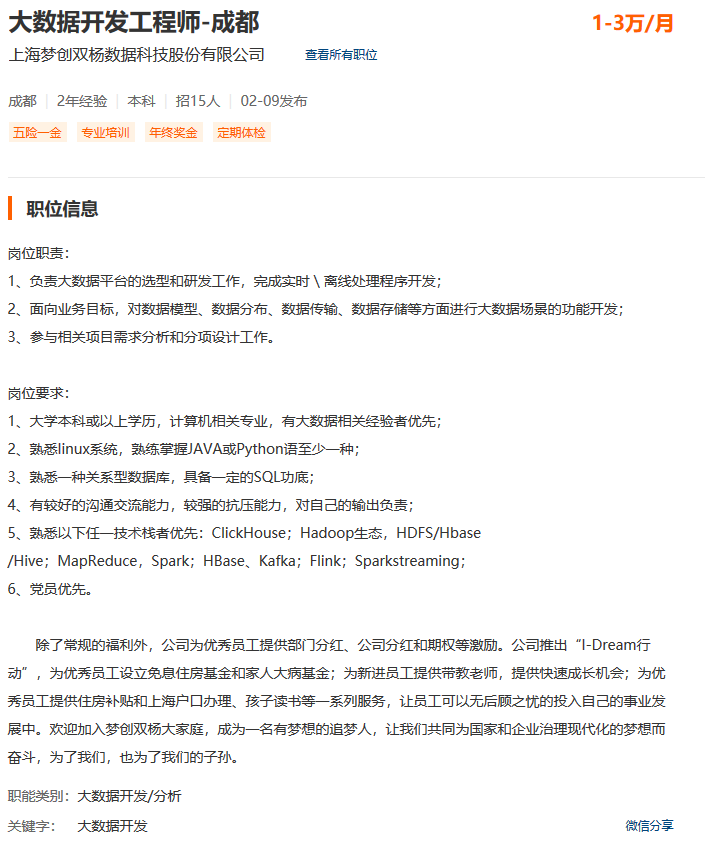 大数据开发工程师-成都
1-3万/月
上海梦创双杨数据科技股份有限公司 查看所有职位
成都 | 2年经验 | 本科 | 招15人 | 02-09发布
五险一金 专业培训 年终奖金 定期体检
职位信息
岗位职责：
1、负责大数据平台的选型和研发工作，完成实时 \ 离线处理程序开发；
2、面向业务目标，对数据模型、数据分布、数据传输、数据存储等方面进行大数据场景的功能开发；
3、参与相关项目需求分析和分项设计工作。
岗位要求：
1、大学本科或以上学历，计算机相关专业，有大数据相关经验者优先；
2、熟悉linux系统，熟练掌握JAVA或Python语至少一种；
3、熟悉一种关系型数据库，具备一定的SQL功底；
4、有较好的沟通交流能力，较强的抗压能力，对自己的输出负责；
5、熟悉以下任一技术栈者优先：ClickHouse；Hadoop生态，HDFS/Hbase
/Hive；MapReduce，Spark；HBase、Kafka；Flink；Sparkstreaming；
6、党员优先。
除了常规的福利外，公司为优秀员工提供部门分红、公司分红和期权等激励。公司推出“I-Dream行
动”，为优秀员工设立免息住房基金和家人大病基金；为新进员工提供带教老师，提供快速成长机会；为优
秀员工提供住房补贴和上海户口办理、孩子读书等一系列服务，让员工可以无后顾之忧的投入自己的事业发
展中。欢迎加入梦创双杨大家庭，成为一名有梦想的追梦人，让我们共同为国家和企业治理现代化的梦想而
奋斗，为了我们，也为了我们的子孙。
职能类别：大数据开发/分析
关键字： 大数据开发
微信分享